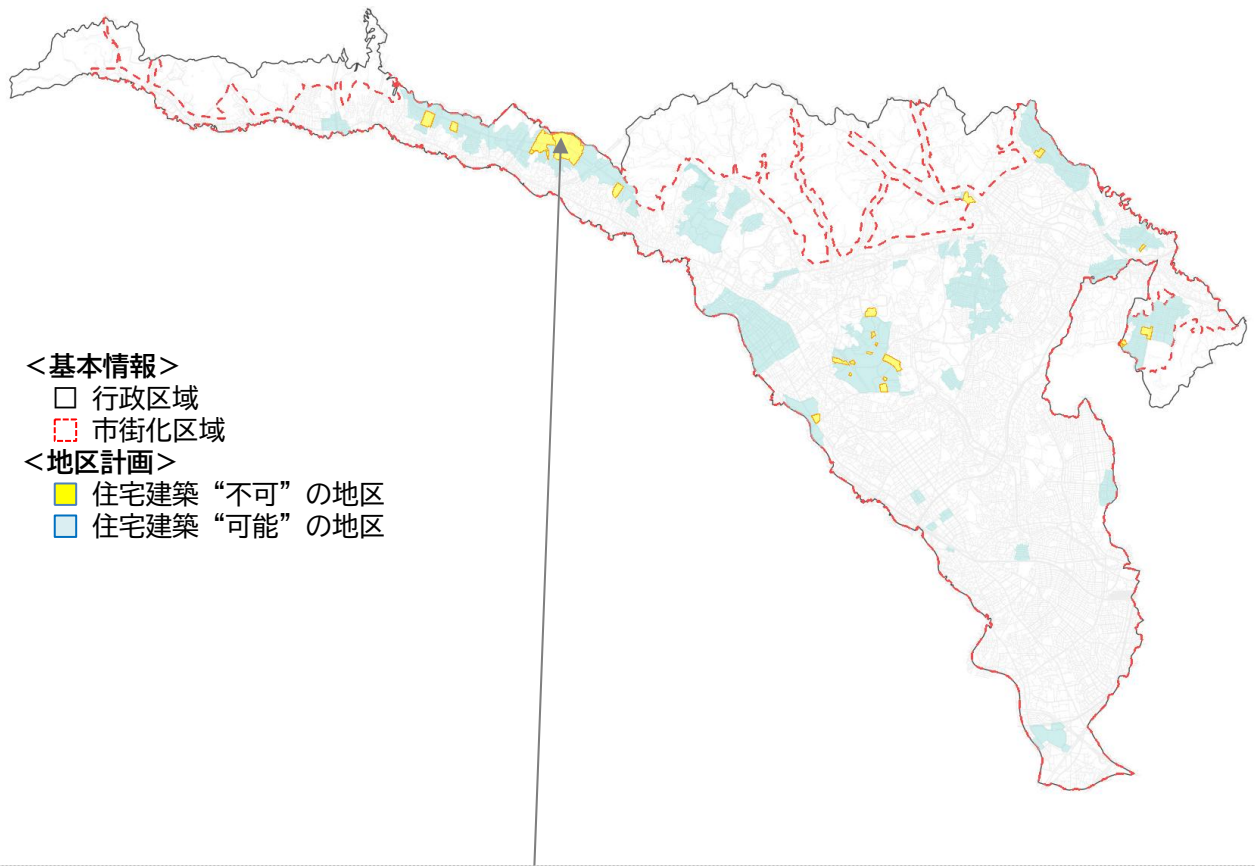 ＜基本情報＞
行政区域
市街化区域
＜地区計画＞
住宅建築“不可”の地区
住宅建築“可能”の地区